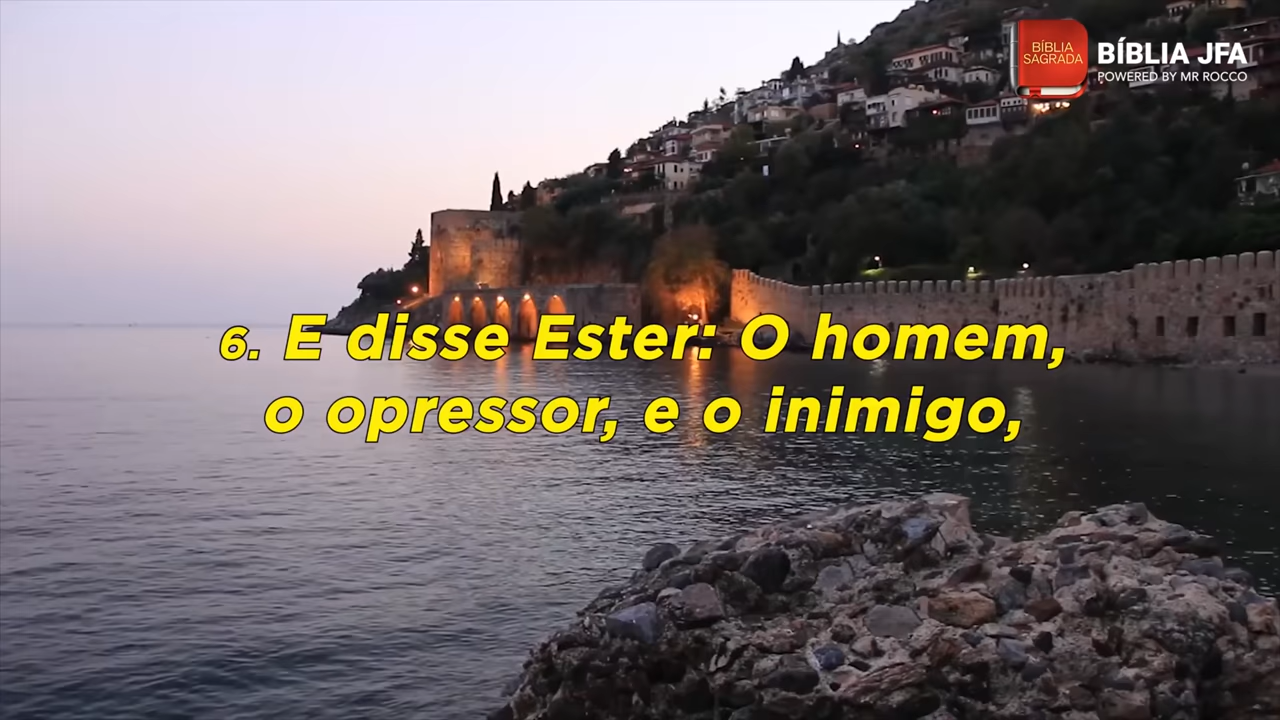 BÍBLIA
SAGRADA
BÍBLIA JFA
POWERED BY MR ROCCO
6. E disse Ester: O homem,
o opressor, e o inimigo,